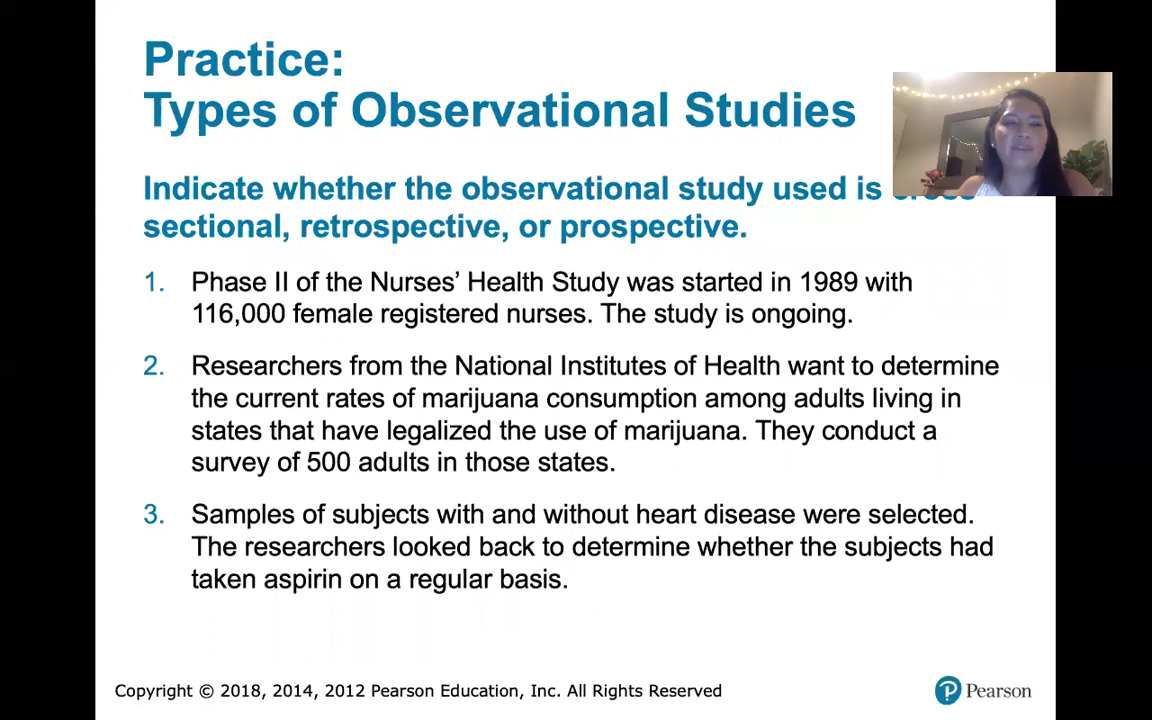 Practice:
Types of Observational Studies
Indicate whether the observational study used is
sectional, retrospective, or prospective.
1. Phase II of the Nurses’ Health Study was started in 1989 with
116,000 female registered nurses. The study is ongoing.
2. Researchers from the National Institutes of Health want to determine
the current rates of marijuana consumption among adults living in
states that have legalized the use of marijuana. They conduct a
survey of 500 adults in those states.
3. Samples of subjects with and without heart disease were selected.
The researchers looked back to determine whether the subjects had
taken aspirin on a regular basis.
Copyright © 2018, 2014, 2012 Pearson Education, Inc. All Rights Reserved
Pearson